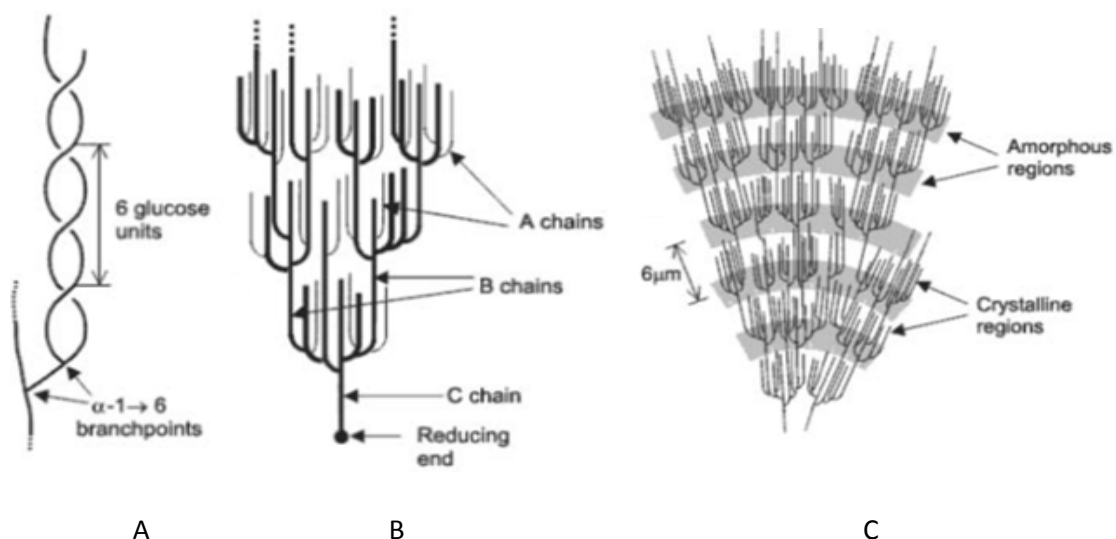 6 glucose
units
α-1→ 6
branchpoints
A chains
B chains
C chain
Reducing
end
Amorphous
regions
6µm
Crystalline
regions
A
B
C